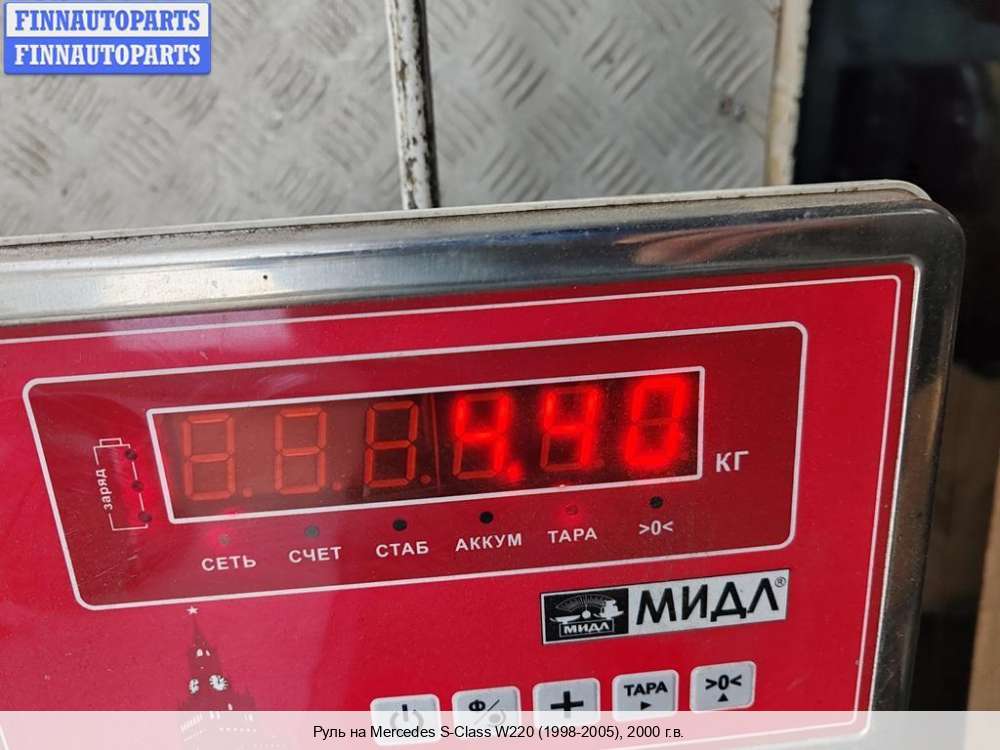 FINNAUTOPARTS
FINNAUTOPARTS
4.40
КГ
заряд
СЕТЬ СЧЕТ СТАБ АККУМ ТАРА >0<
МИДЛ МИДЛ®
Ф ТАРА >0<
Руль на Mercedes S-Class W220 (1998-2005), 2000 г.в.